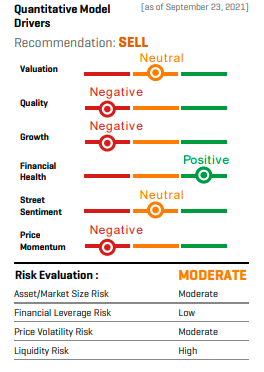 Quantitative Model Drivers [as of September 23, 2021]
Recommendation: SELL
Neutral
Valuation
Negative
Quality
Negative
Growth
Positive
Financial Health
Neutral
Street Sentiment
Negative
Price Momentum
Risk Evaluation : MODERATE
Asset/Market Size Risk Moderate
Financial Leverage Risk Low
Price Volatility Risk Moderate
Liquidity Risk High